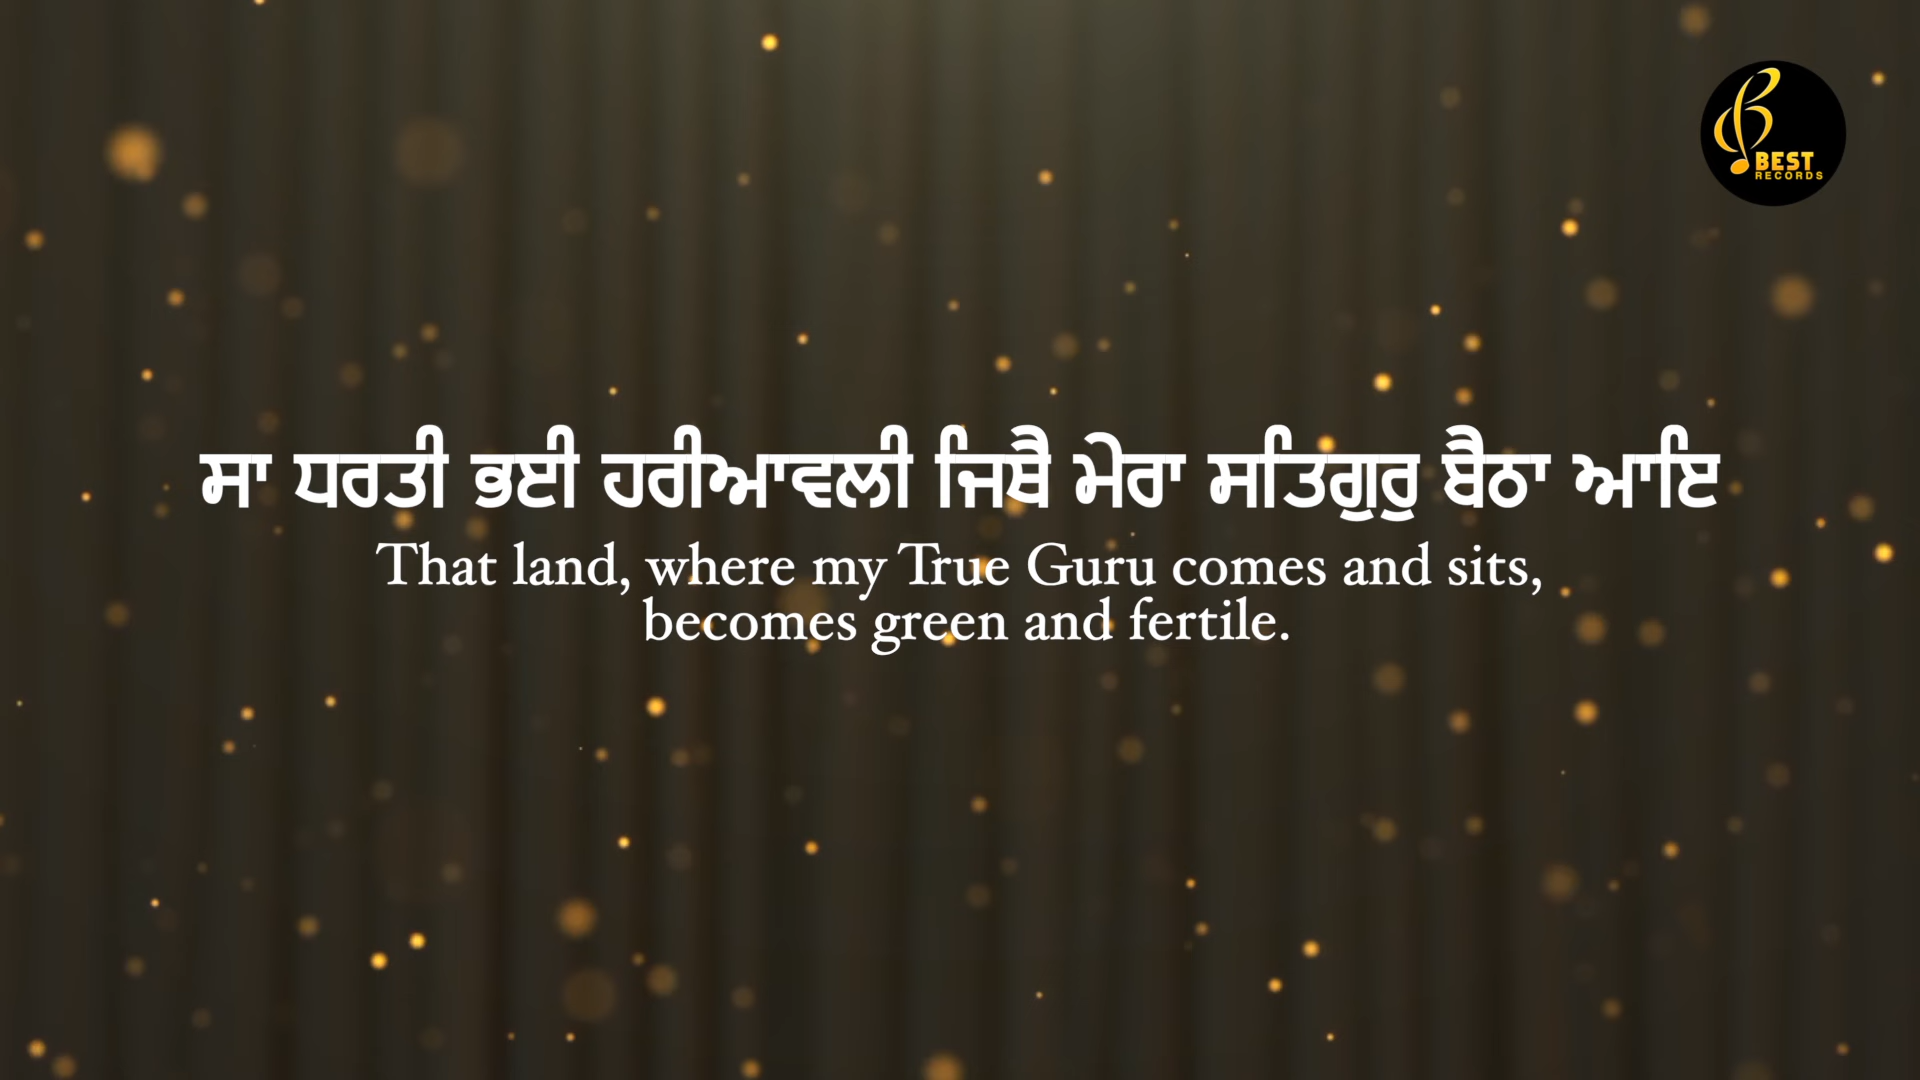 BEST
RECORDS
ਸਾ ਧਰਤੀ ਭਈ ਹਰੀਆਵਲੀ ਜਿਥੈ ਮੇਰਾ ਸਤਿਗੁਰੁ ਬੈਠਾ ਆਇ
That land, where my True Guru comes and sits,
becomes green and fertile.